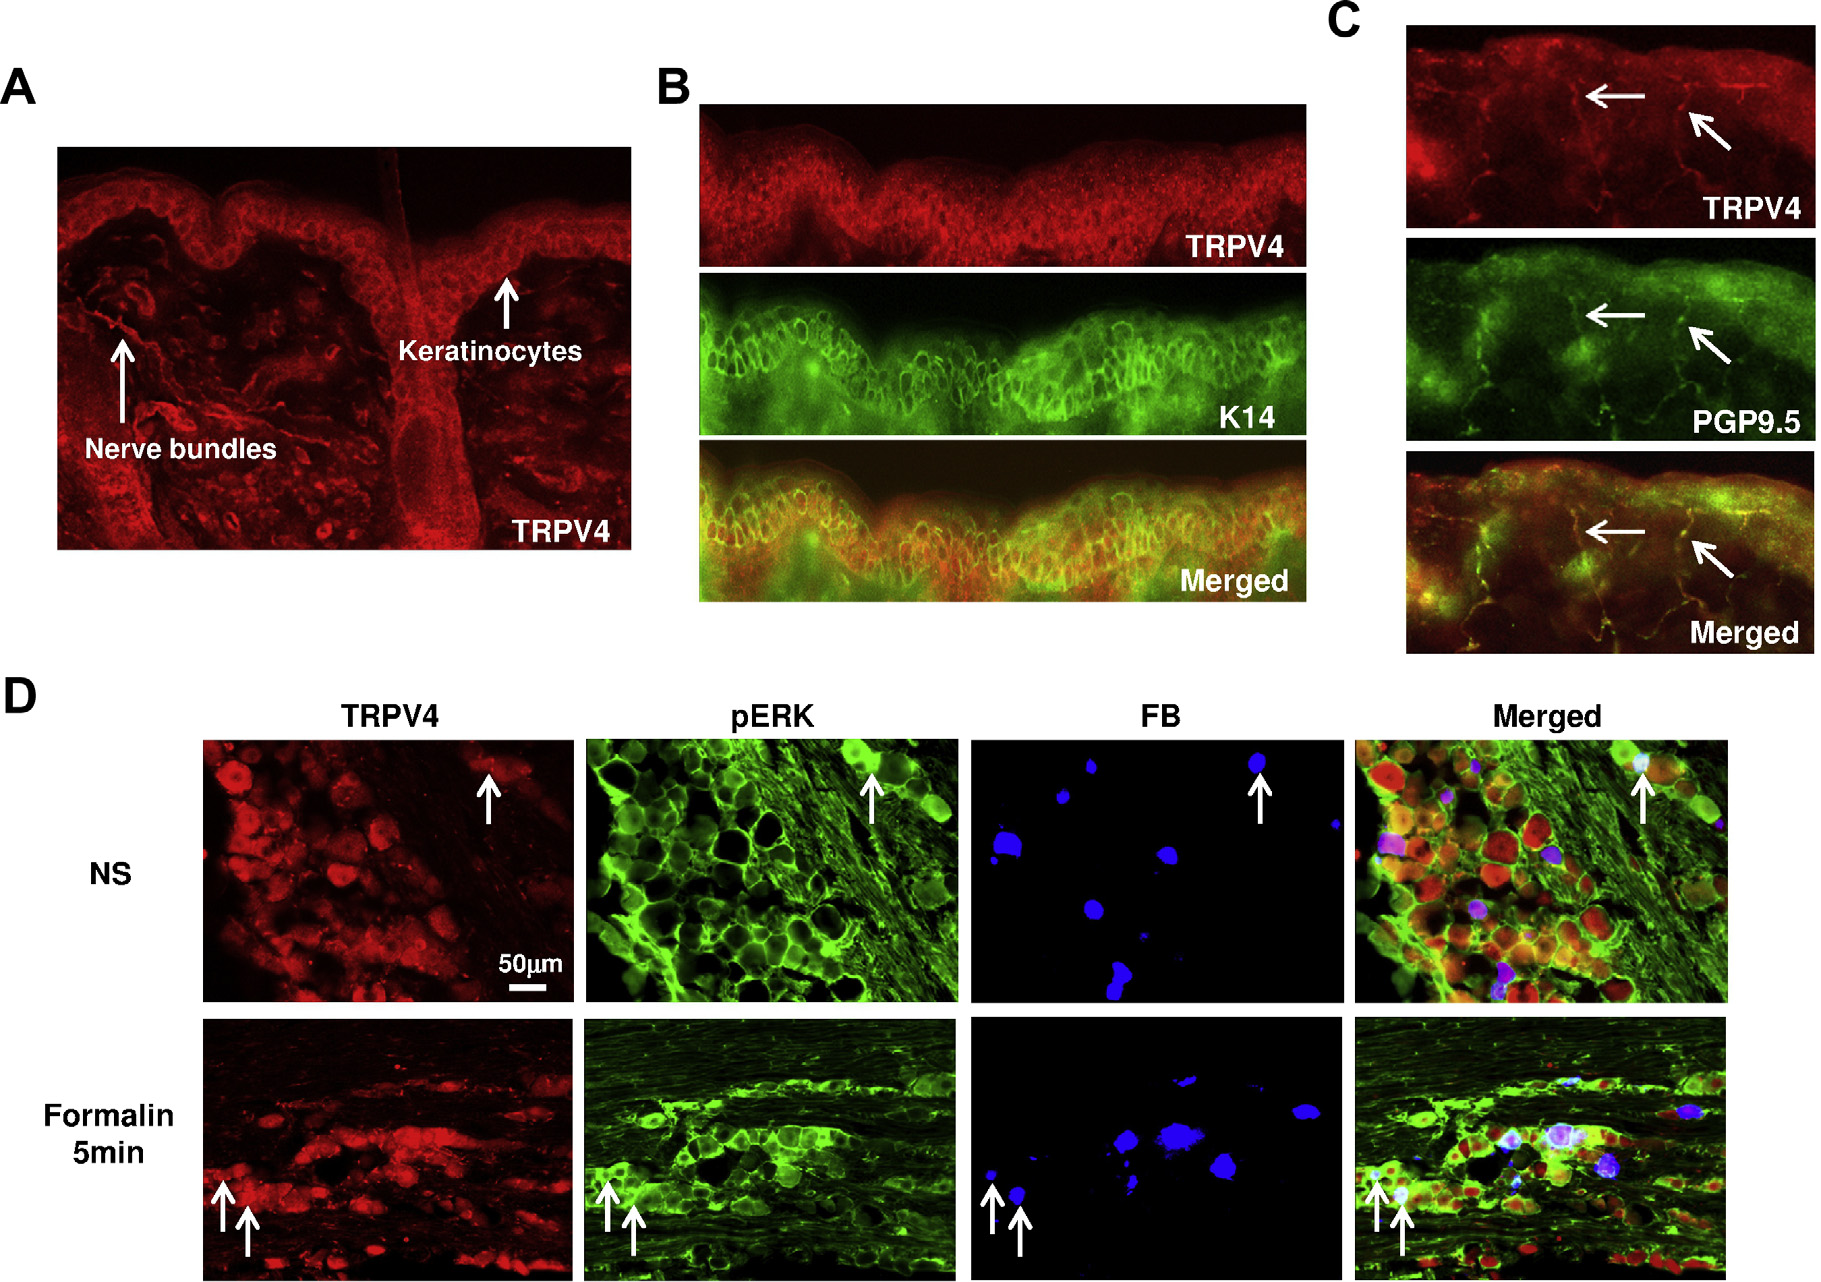 A
B
C
Keratinocytes
Nerve bundles
TRPV4
TRPV4
K14
Merged
TRPV4
PGP9.5
Merged
D
TRPV4 pERK FB Merged
NS
50µm
Formalin
5min